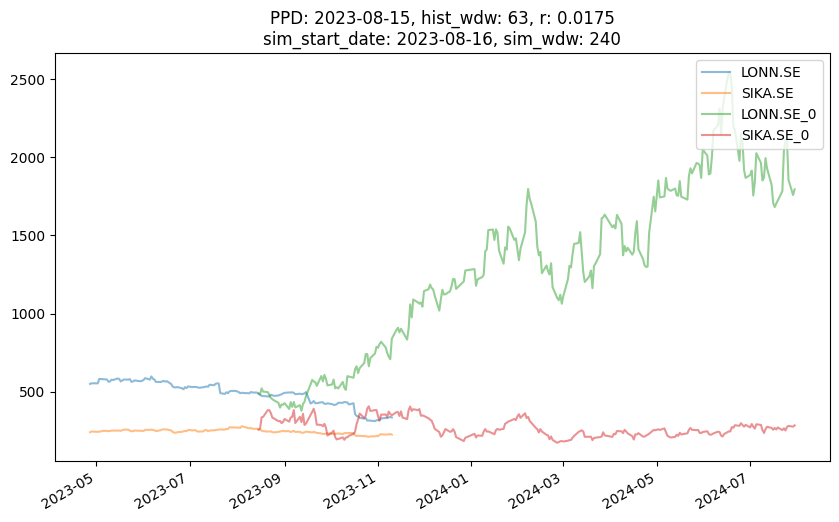 PPD: 2023-08-15, hist_wdw: 63, r: 0.0175
sim_start_date: 2023-08-16, sim_wdw: 240
2500
2000
1500
1000
500
LONN.SE
SIKA.SE
LONN.SE_0
SIKA.SE_0
2023-05
2023-07
2023-09
2023-11
2024-01
2024-03
2024-05
2024-07